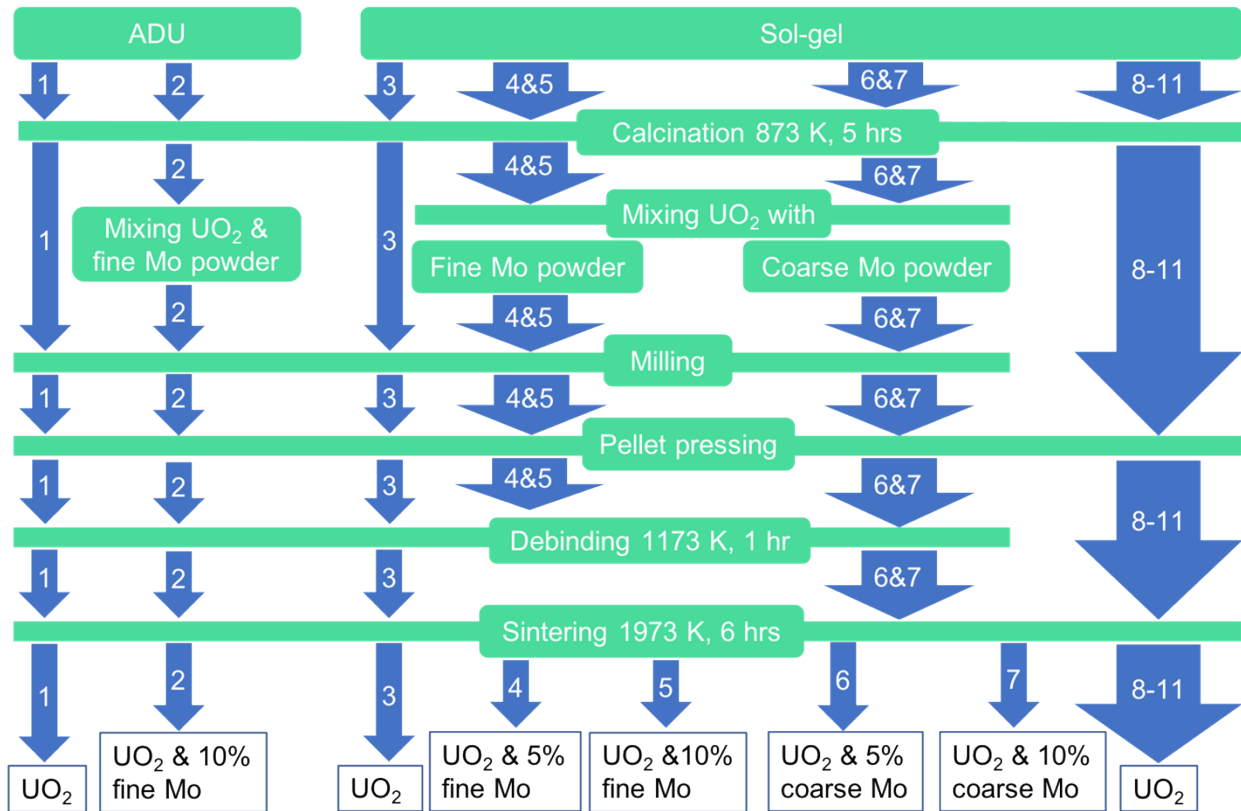 ADU
Sol-gel
1
2
3
4&5
6&7
8-11
Calcination 873 K, 5 hrs
2
4&5
6&7
Mixing UO₂ with
1
Mixing UO₂ &
fine Mo powder
3
Fine Mo powder
Coarse Mo powder
8-11
2
4&5
6&7
Milling
1
2
3
4&5
6&7
Pellet pressing
1
2
3
4&5
6&7
8-11
Debinding 1173 K, 1 hr
1
2
3
6&7
Sintering 1973 K, 6 hrs
1
2
3
4
5
6
7
8-11
UO₂
UO₂ & 10%
fine Mo
UO₂
UO₂ & 5%
fine Mo
UO₂ &10%
fine Mo
UO₂ & 5%
coarse Mo
UO₂ & 10%
coarse Mo
UO₂